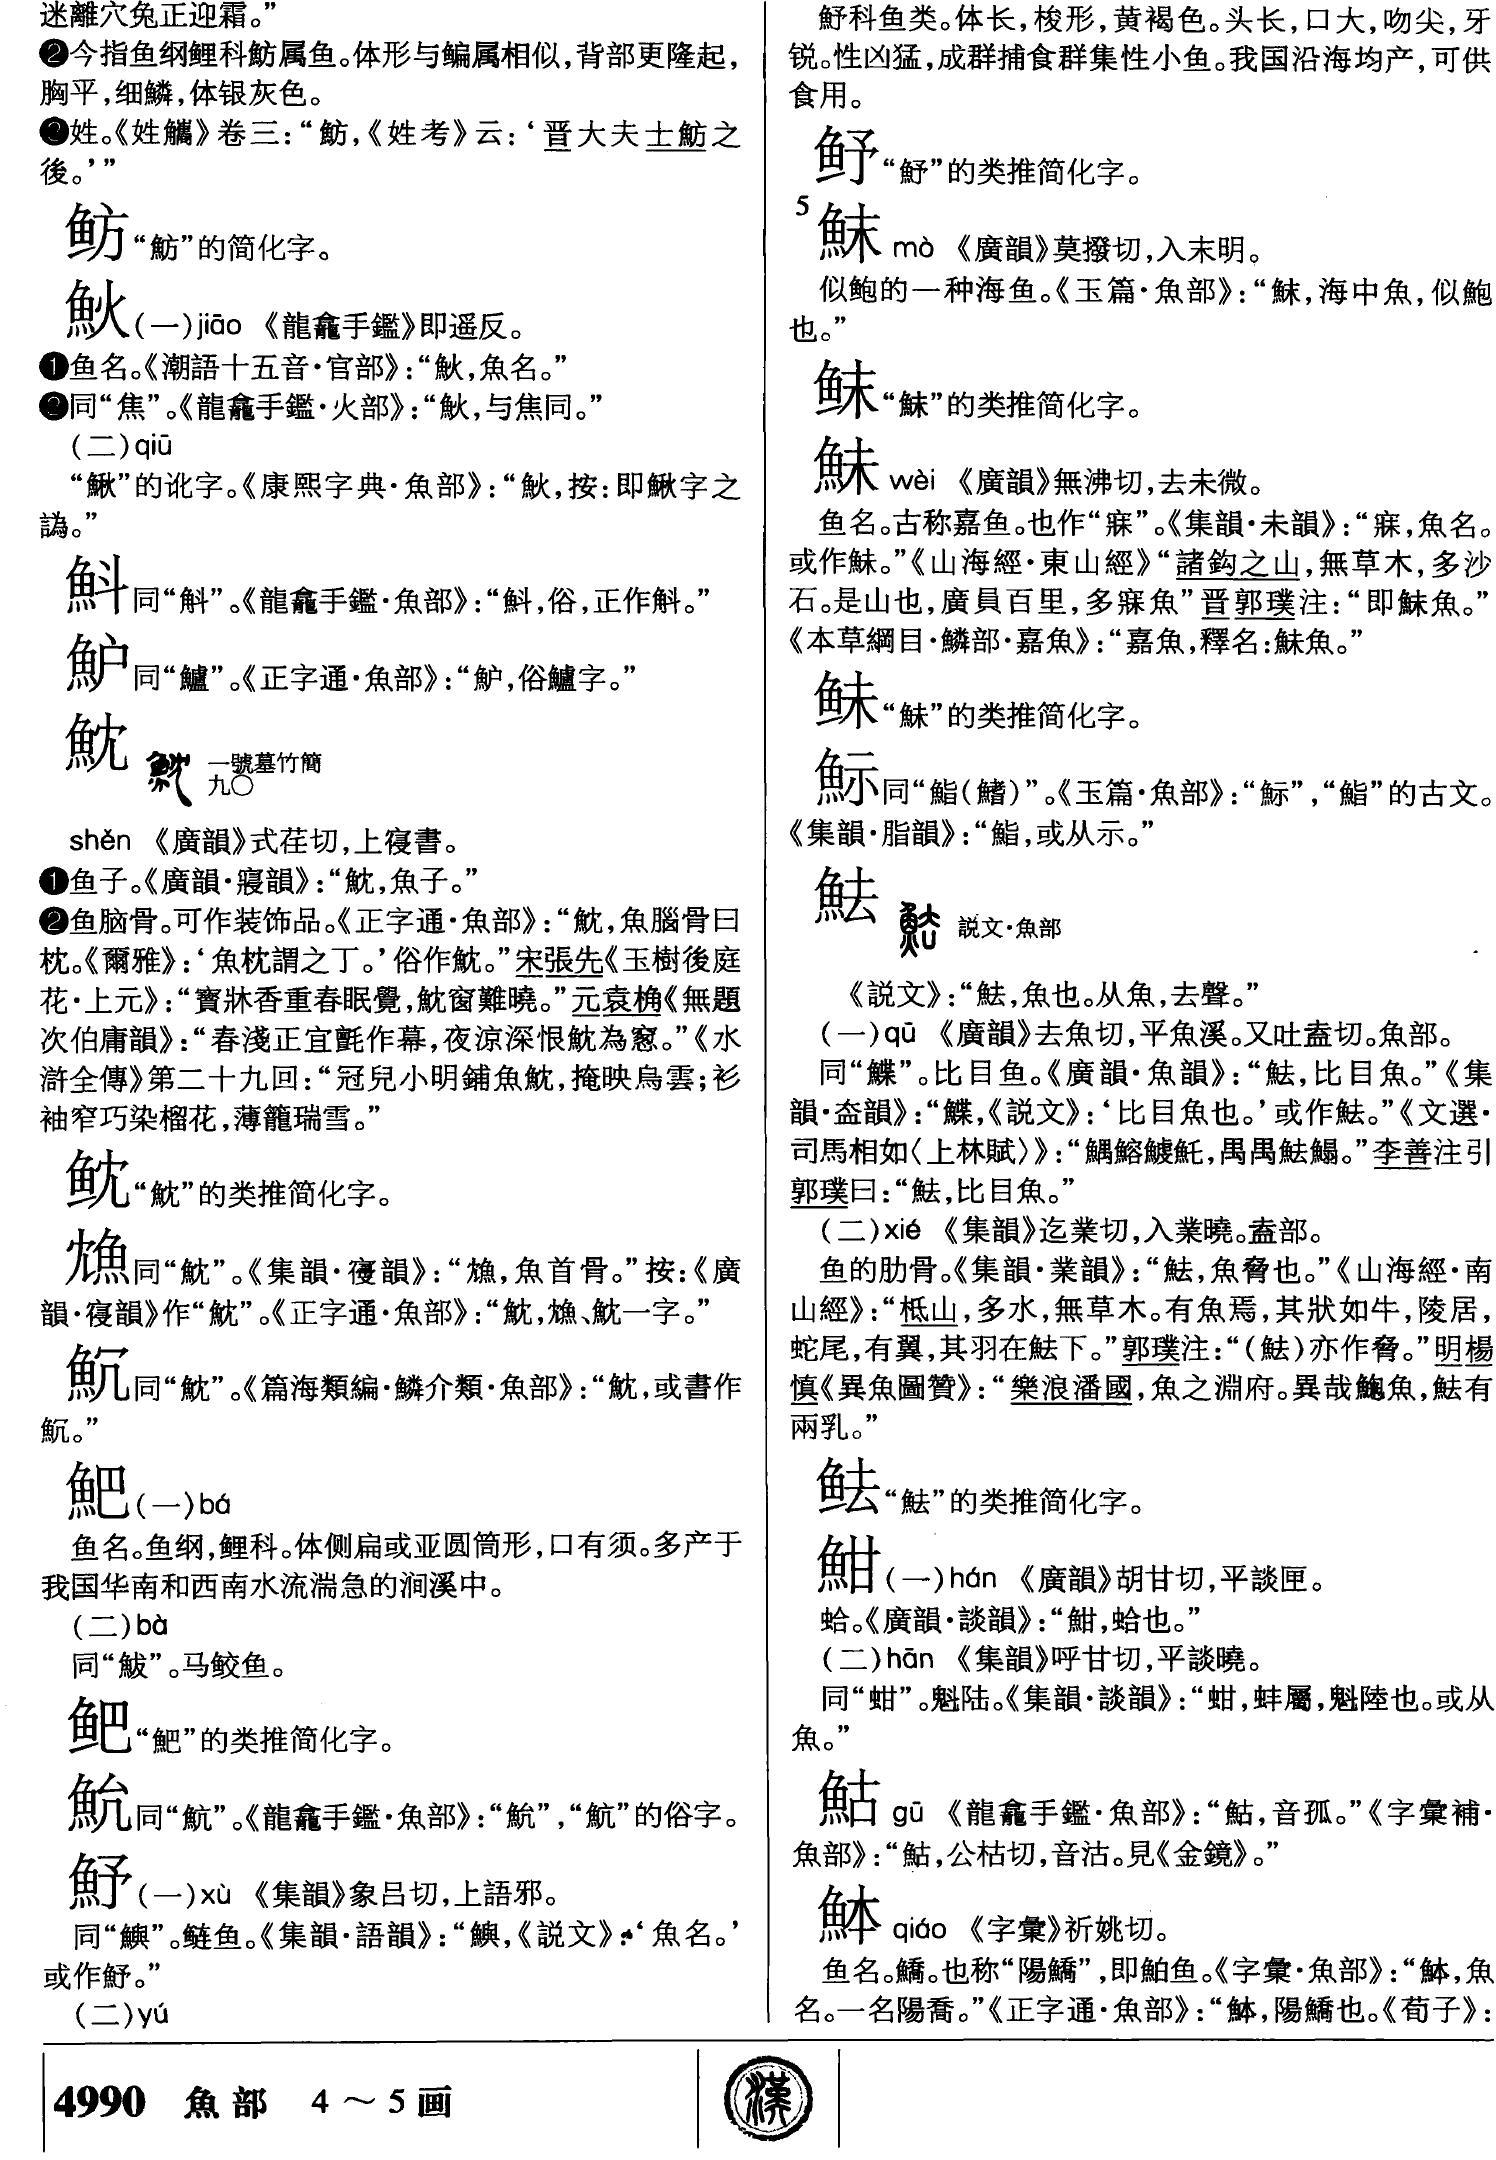 迷離穴兔正迎霜。”
❷今指鱼纲鲤科魴属鱼。体形与鳊属相似,背部更隆起,
胸平,细鳞,体银灰色。
❸姓。《姓觿》卷三:“魴,《姓考》云:‘晋大夫士魴之
後。’”
鲂“魴”的简化字。
䲴(一)jiāo 《龍龕手鑑》即遥反。
❶鱼名。《潮語十五音·官部》:“䲴,魚名。”
❷同“焦”。《龍龕手鑑·火部》:“䲴,与焦同。”
(二)qiū
“鰍”的讹字。《康熙字典·魚部》:“䲴,按:即鰍字之
譌。”
䱓同“斛”。《龍龕手鑑·魚部》:“䱓,俗,正作斛。”
魲同“鱸”。《正字通·魚部》:“魲,俗鱸字。”
魫 一號墓竹簡
九〇
shěn 《廣韻》式荏切,上寑書。
❶鱼子。《廣韻·寑韻》:“魫,魚子。”
❷鱼脑骨。可作装饰品。《正字通·魚部》:“魫,魚腦骨曰
枕。《爾雅》:‘魚枕謂之丁。’俗作魫。”宋張先《玉樹後庭
花·上元》:“寶牀香重春眠覺,魫窗難曉。”元袁桷《無題
次伯庸韻》:“春淺正宜氈作幕,夜涼深恨魫為窻。”《水
滸全傳》第二十九回:“冠兒小明鋪魚魫,掩映烏雲;衫
袖窄巧染榴花,薄籠瑞雪。”
“魫”的类推简化字。
同“魫”。《集韻·寑韻》:“魚首骨。”按:《廣
韻·寑韻》作“魫”。《正字通·魚部》:“魫一字。”
同“魫”。《篇海類編·鱗介類·魚部》:“魫,或書作
。”
䰾(一)bá
鱼名。鱼纲,鲤科。体侧扁或亚圆筒形,口有须。多产于
我国华南和西南水流湍急的涧溪中。
(二)bà
同“鮁”。马鲛鱼。
鲃“䰾”的类推简化字。
同“魧”。《龍龕手鑑·魚部》:“”,“魧”的俗字。
魣(一)xù 《集韻》象吕切,上語邪。
同“鱮”。鲢鱼。《集韻·語韻》:“鱮,《説文》:‘魚名。’
或作魣。”
(二)yú
魣科鱼类。体长,梭形,黄褐色。头长,口大,吻尖,牙
锐。性凶猛,成群捕食群集性小鱼。我国沿海均产,可供
食用。
“魣”的类推简化字。
5
䱅 mò 《廣韻》莫撥切,入末明。
似鲍的一种海鱼。《玉篇·魚部》:“䱅,海中魚,似鮑
也。”
“䱅”的类推简化字。
鮇 wèi 《廣韻》無沸切,去未微。
鱼名。古称嘉鱼。也作“寐”。《集韻·未韻》:“寐,魚名。
或作鮇。”《山海經·東山經》“諸鈎之山,無草木,多沙
石。是山也,廣員百里,多寐魚”晋郭璞注:“即鮇魚。”
《本草綱目·鱗部·嘉魚》:“嘉魚,釋名:鮇魚。”
“鮇”的类推简化字。
䱁同“鮨(鰭)”。《玉篇·魚部》:“䱁”,“鮨”的古文。
《集韻·脂韻》:“鮨,或从示。”
魼 説文·魚部
《説文》:“魼,魚也。从魚,去聲。”
(一)qū 《廣韻》去魚切,平魚溪。又吐盍切。魚部。
同“鰈”。比目鱼。《廣韻·魚韻》:“魼,比目魚。”《集
韻·盍韻》:“鰈,《説文》:‘比目魚也。’或作魼。”《文選·
司馬相如〈上林賦〉》:“鰅鰫鰬魠,禺禺魼鰨。”李善注引
郭璞曰:“魼,比目魚。”
(二)xié 《集韻》迄業切,入業曉。盍部。
鱼的肋骨。《集韻·業韻》:“魼,魚脅也。”《山海經·南
山經》:“柢山,多水,無草木。有魚焉,其狀如牛,陵居,
蛇尾,有翼,其羽在魼下。”郭璞注:“(魼)亦作脅。”明楊
慎《異魚圖贊》:“樂浪潘國,魚之淵府。異哉䱡魚,魼有
兩乳。”
“魼”的类推简化字。
魽(一)hán 《廣韻》胡甘切,平談匣。
蛤。《廣韻·談韻》:“魽,蛤也。”
(二)hān 《集韻》呼甘切,平談曉。
同“蚶”。魁陆。《集韻·談韻》:“蚶,蚌屬,魁陸也。或从
魚。”
鮕 gū 《龍龕手鑑·魚部》:“鮕,音孤。”《字彙補·
魚部》:“鮕,公枯切,音沽。見《金鏡》。”
䱁 qiáo 《字彙》祈姚切。
鱼名。鱎。也称“陽鱎”,即鲌鱼。《字彙·魚部》:“魚
名。一名陽喬。”《正字通·魚部》:“陽鱎也。《荀子》:
4990 魚部 4～5画
漢